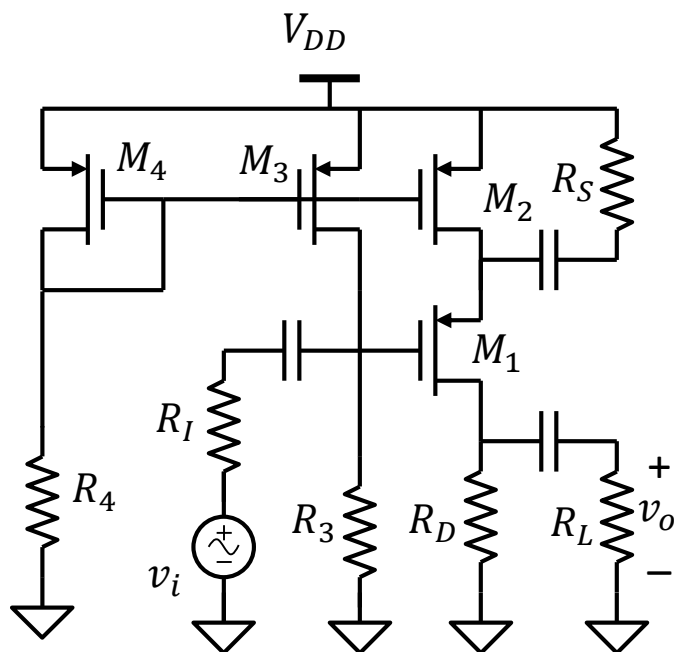 V_DD
M_4
M_3
M_2
R_S
M_1
R_I
R_4
R_3
R_D
R_L
+
v_o
−
v_i
+
−